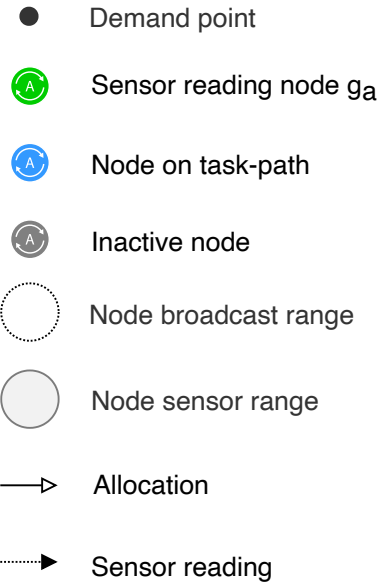 Demand point
A Sensor reading node ga
A Node on task-path
A Inactive node
Node broadcast range
Node sensor range
Allocation
Sensor reading